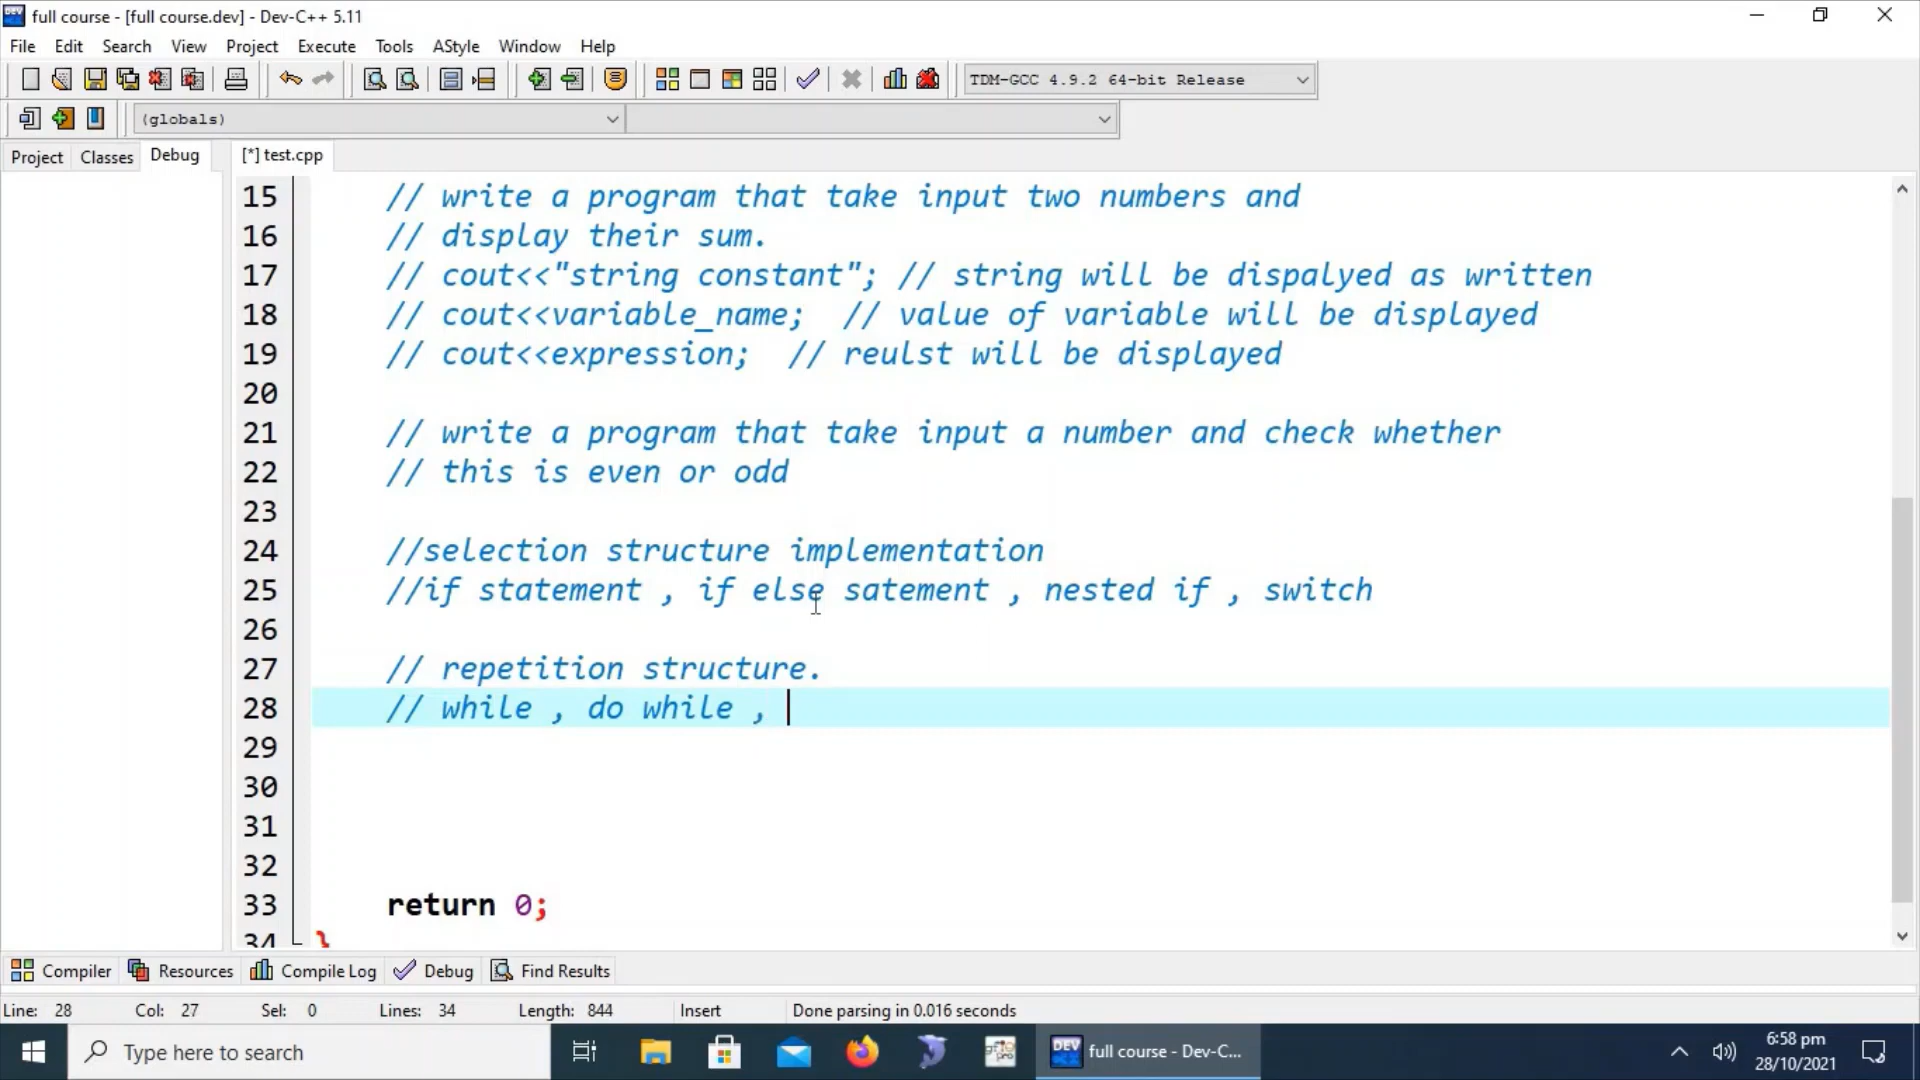 full course - [full course.dev] - Dev-C++ 5.11
File Edit Search View Project Execute Tools AStyle Window Help
TDM-GCC 4.9.2 64-bit Release
(globals)
Project Classes Debug [*] test.cpp
15 // write a program that take input two numbers and
16 // display their sum.
17 // cout<<"string constant"; // string will be dispalyed as written
18 // cout<<variable_name; // value of variable will be displayed
19 // cout<<expression; // reulst will be displayed
20
21 // write a program that take input a number and check whether
22 // this is even or odd
23
24 //selection structure implementation
25 //if statement , if else satement , nested if , switch
26
27 // repetition structure.
28 // while , do while ,
29
30
31
32
33 return 0;
34 }
Compiler Resources Compile Log Debug Find Results
Line: 28 Col: 27 Sel: 0 Lines: 34 Length: 844 Insert Done parsing in 0.016 seconds
Type here to search
DEV full course - Dev-C...
6:58 pm
28/10/2021